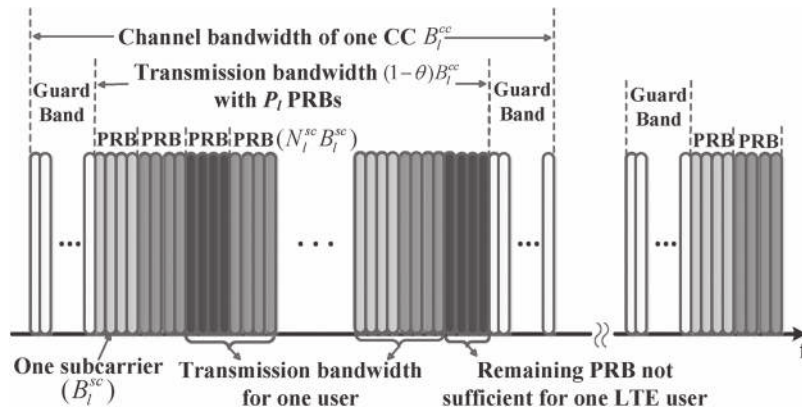 Channel bandwidth of one CC B_l^{cc}
Transmission bandwidth (1-θ)B_l^{cc}
with P_l PRBs
Guard
Band
Guard
Band
Guard
Band
PRB PRB PRB PRB (N_l^{sc} B_l^{sc})
PRB PRB
...
...
...
...
f
One subcarrier
(B_l^{sc})
Transmission bandwidth
for one user
Remaining PRB not
sufficient for one LTE user